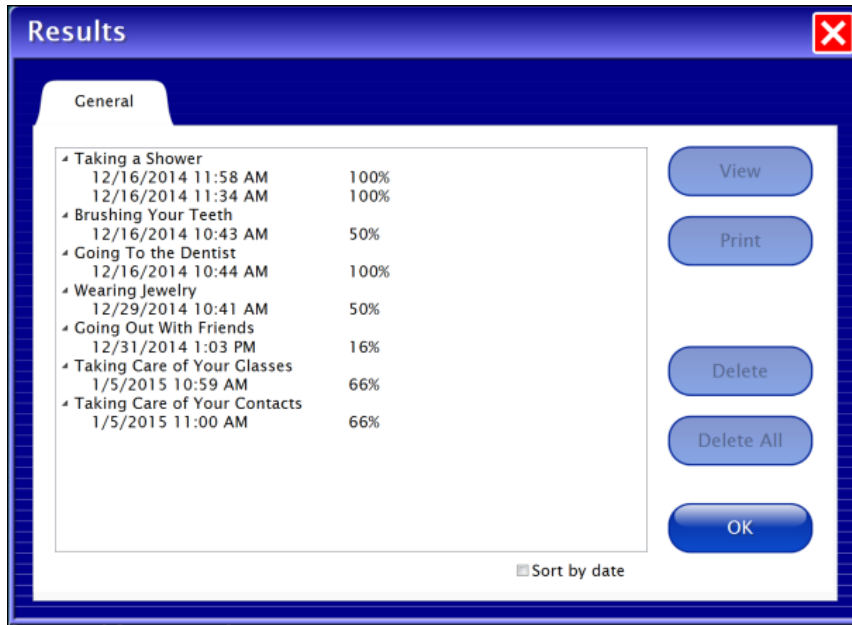 Results
General
Taking a Shower
12/16/2014 11:58 AM 100%
12/16/2014 11:34 AM 100%
Brushing Your Teeth
12/16/2014 10:43 AM 50%
Going To the Dentist
12/16/2014 10:44 AM 100%
Wearing Jewelry
12/29/2014 10:41 AM 50%
Going Out With Friends
12/31/2014 1:03 PM 16%
Taking Care of Your Glasses
1/5/2015 10:59 AM 66%
Taking Care of Your Contacts
1/5/2015 11:00 AM 66%
View
Print
Delete
Delete All
OK
Sort by date